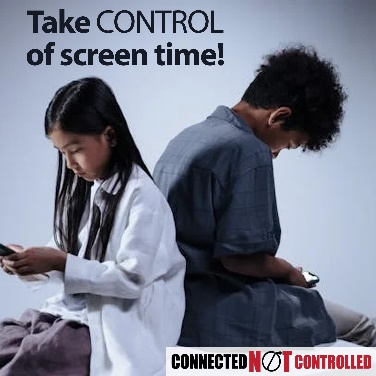 Take CONTROL
of screen time!
CONNECTED NOT CONTROLLED